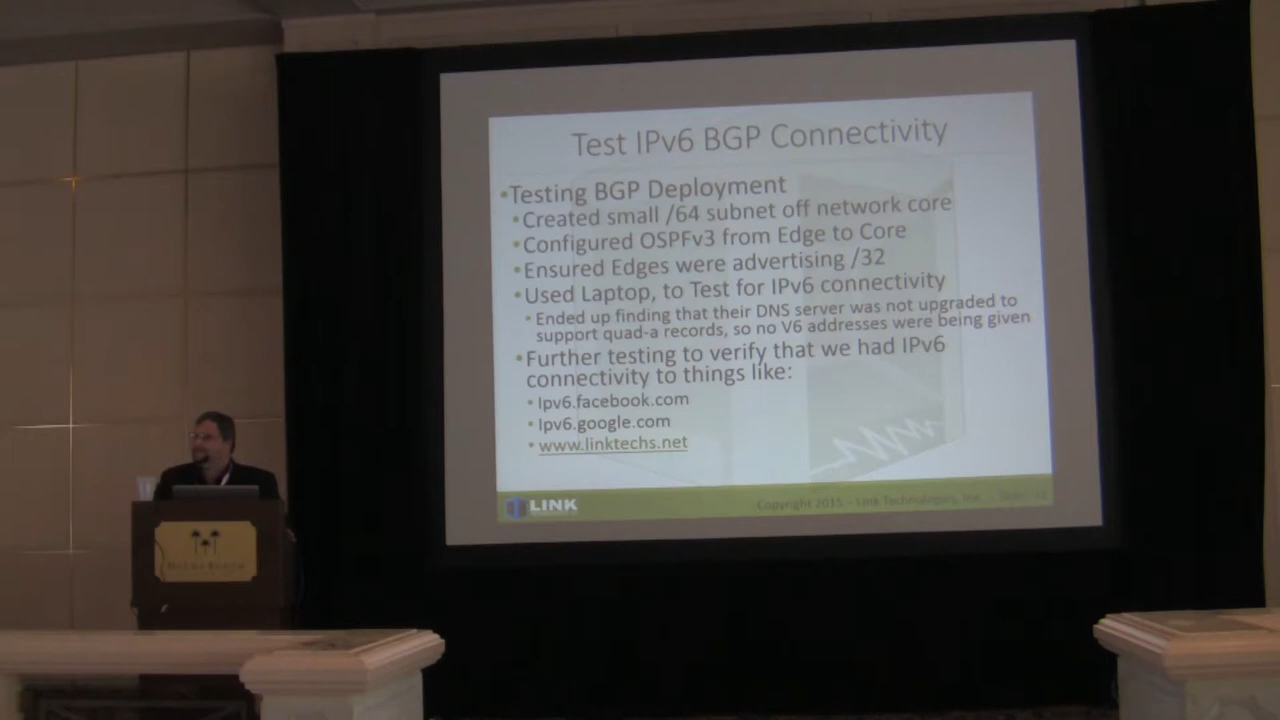 Test IPv6 BGP Connectivity
•Testing BGP Deployment
•Created small /64 subnet off network core
•Configured OSPFv3 from Edge to Core
•Ensured Edges were advertising /32
•Used Laptop, to Test for IPv6 connectivity
•Ended up finding that their DNS server was not upgraded to
support quad-a records, so no V6 addresses were being given
•Further testing to verify that we had IPv6
connectivity to things like:
•Ipv6.facebook.com
•Ipv6.google.com
•www.linktechs.net
LINK
Copyright 2015 – Link Technologies, Inc.